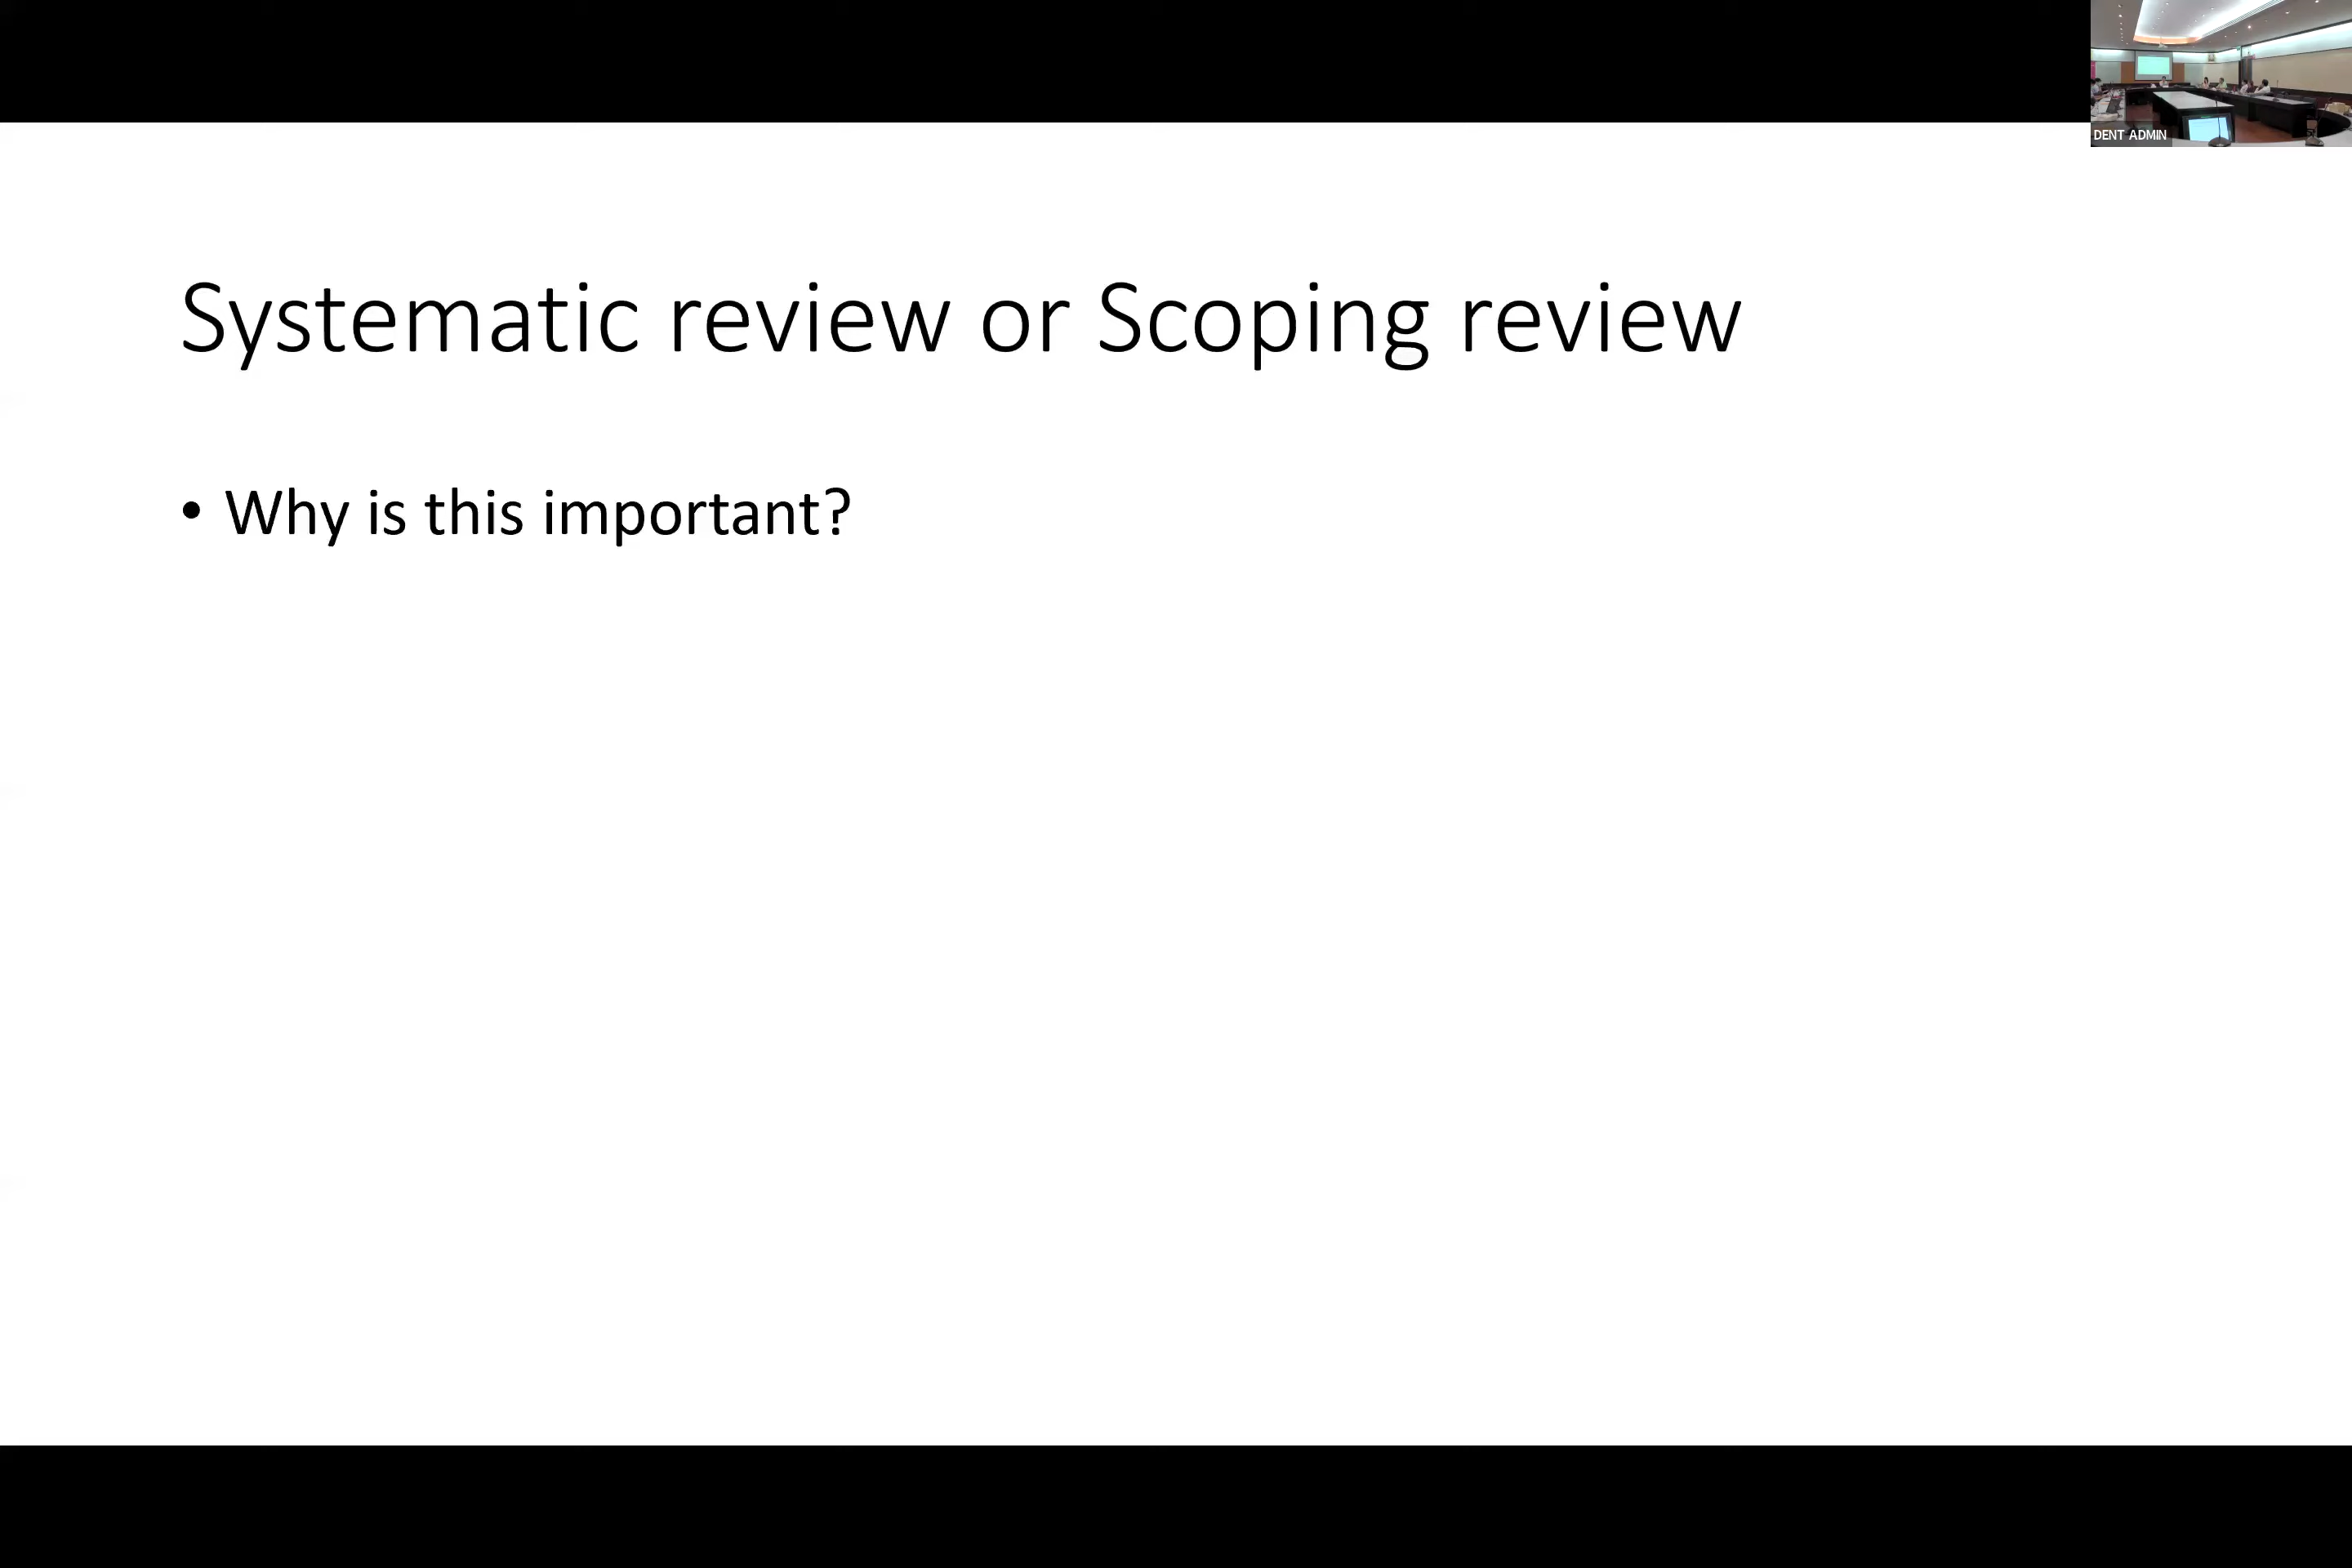 DENT ADMIN
Systematic review or Scoping review
• Why is this important?